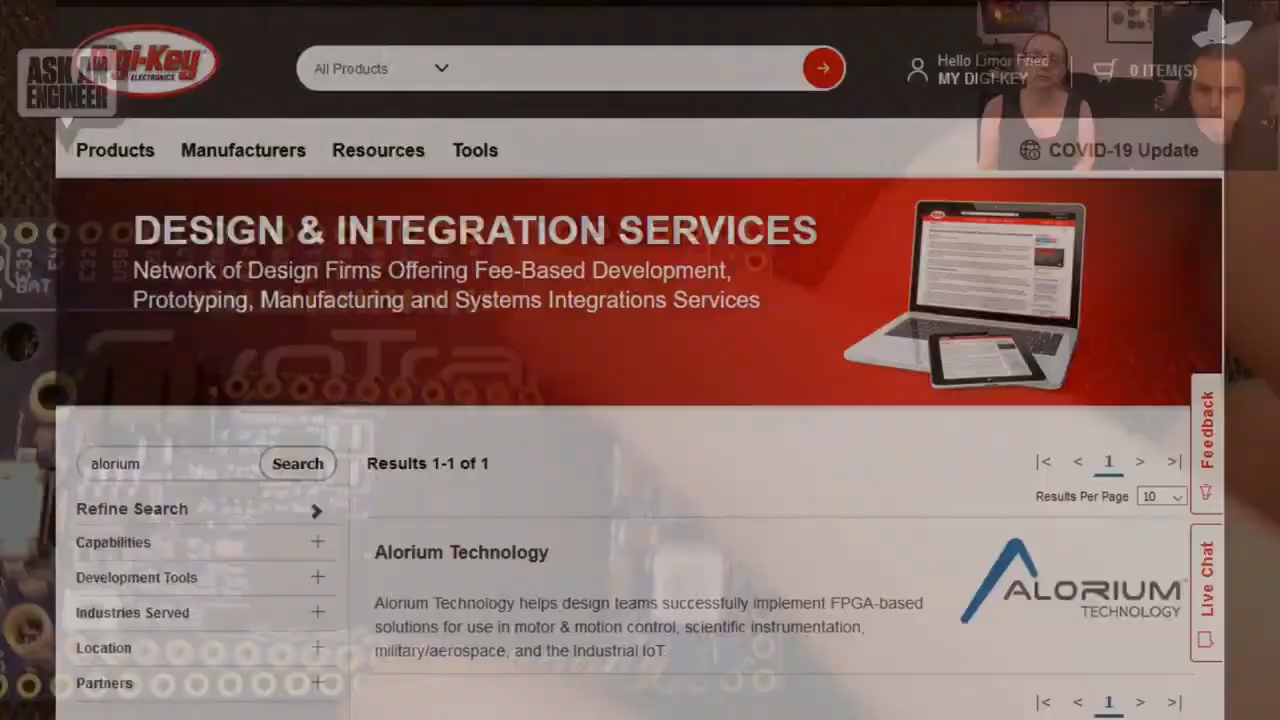 ASK AN
ENGINEER
Digi-Key
ELECTRONICS
All Products
Hello Limor Fried
MY DIGI-KEY
0 ITEM(S)
Products
Manufacturers
Resources
Tools
COVID-19 Update
DESIGN & INTEGRATION SERVICES
Network of Design Firms Offering Fee-Based Development,
Prototyping, Manufacturing and Systems Integrations Services
BAT
Feedback
alorium
Search
Results 1-1 of 1
|<
<
1
>
>|
Results Per Page
10
Refine Search
Capabilities
+
Development Tools
+
Industries Served
+
Location
+
Partners
+
Alorium Technology
Alorium Technology helps design teams successfully implement FPGA-based
solutions for use in motor & motion control, scientific instrumentation,
military/aerospace, and the Industrial IoT.
ALORIUM
TECHNOLOGY
Live Chat
|<
<
1
>
>|